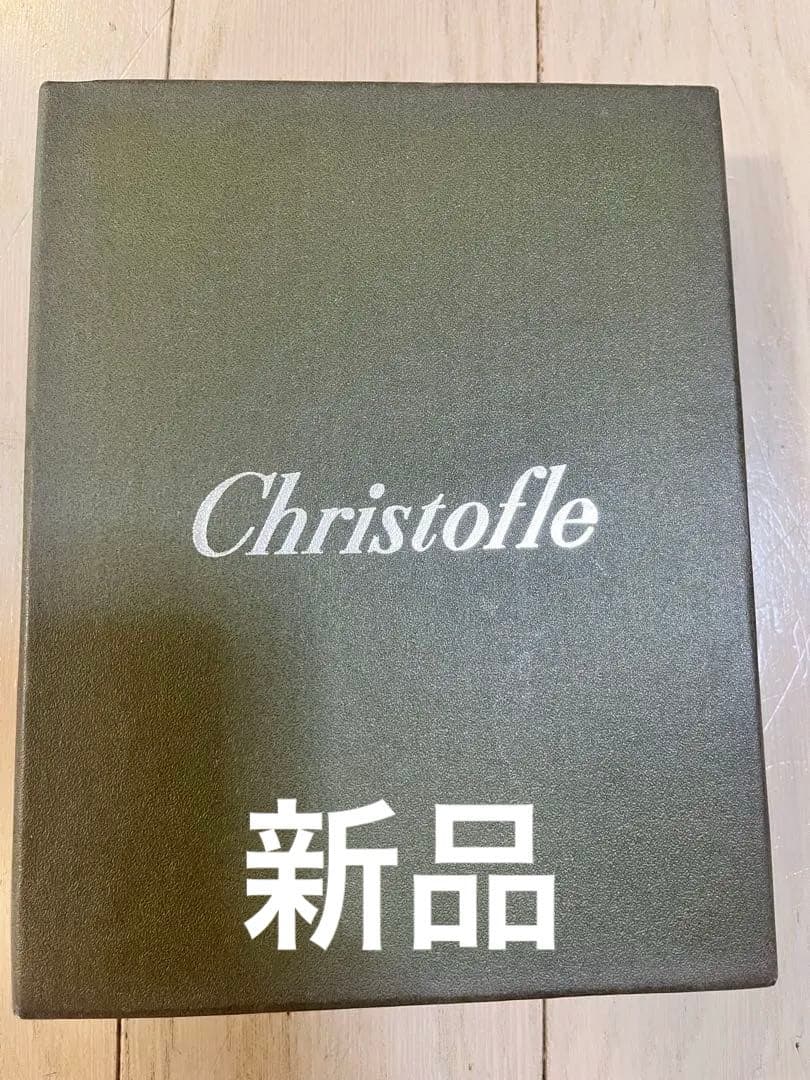 Christofle
新品